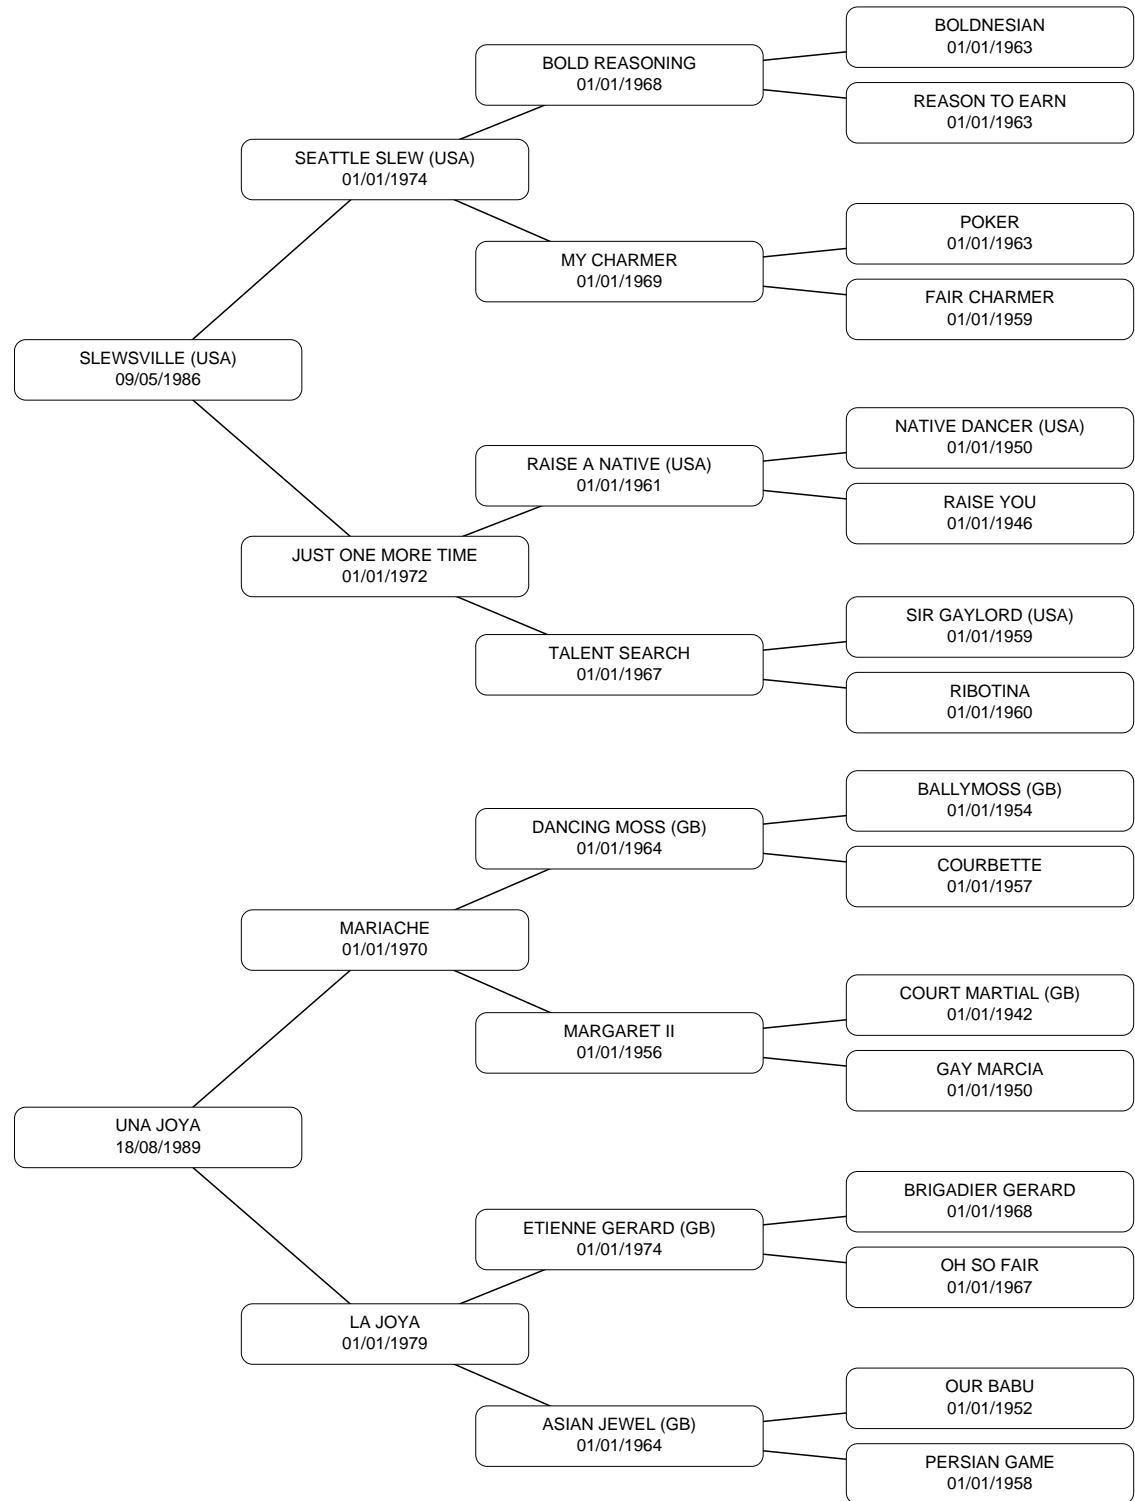 BOLDNESIAN
01/01/1963
BOLD REASONING
01/01/1968
REASON TO EARN
01/01/1963
SEATTLE SLEW (USA)
01/01/1974
POKER
01/01/1963
MY CHARMER
01/01/1969
FAIR CHARMER
01/01/1959
SLEWSVILLE (USA)
09/05/1986
NATIVE DANCER (USA)
01/01/1950
RAISE A NATIVE (USA)
01/01/1961
RAISE YOU
01/01/1946
JUST ONE MORE TIME
01/01/1972
SIR GAYLORD (USA)
01/01/1959
TALENT SEARCH
01/01/1967
RIBOTINA
01/01/1960
BALLYMOSS (GB)
01/01/1954
DANCING MOSS (GB)
01/01/1964
COURBETTE
01/01/1957
MARIACHE
01/01/1970
COURT MARTIAL (GB)
01/01/1942
MARGARET II
01/01/1956
GAY MARCIA
01/01/1950
UNA JOYA
18/08/1989
BRIGADIER GERARD
01/01/1968
ETIENNE GERARD (GB)
01/01/1974
OH SO FAIR
01/01/1967
LA JOYA
01/01/1979
OUR BABU
01/01/1952
ASIAN JEWEL (GB)
01/01/1964
PERSIAN GAME
01/01/1958